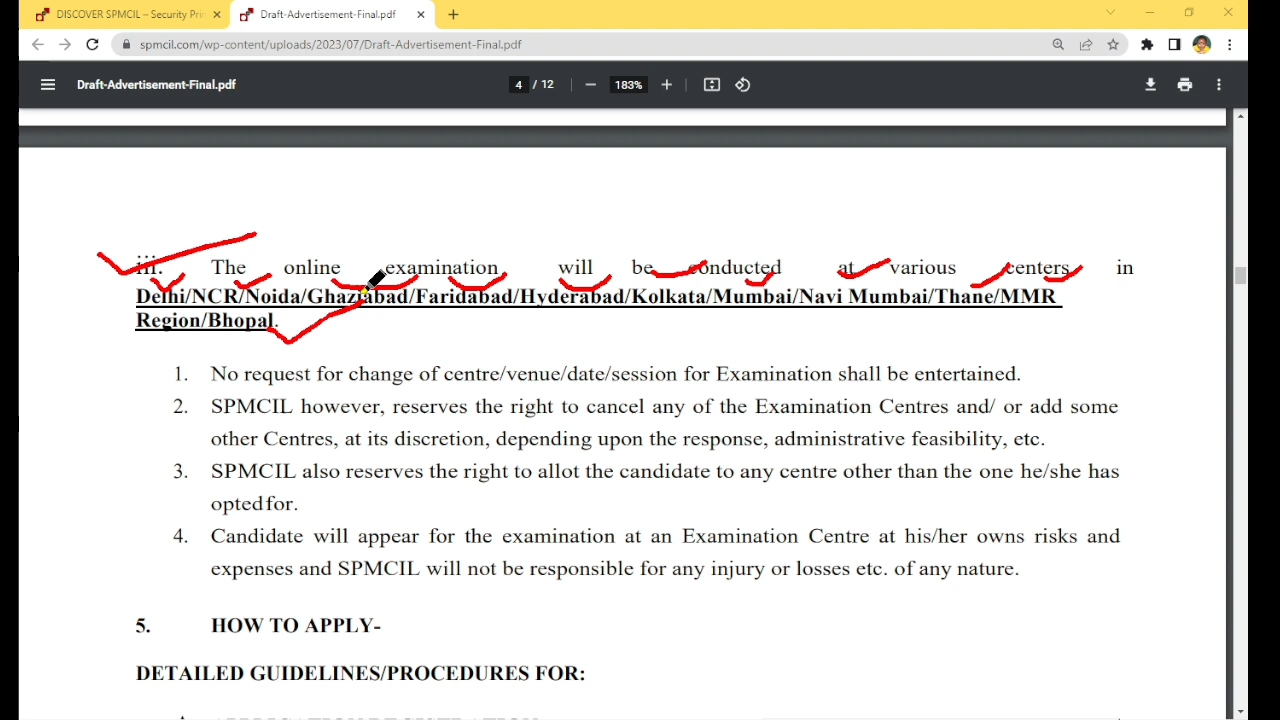 DISCOVER SPMCIL – Security Pri
Draft-Advertisement-Final.pdf
spmcil.com/wp-content/uploads/2023/07/Draft-Advertisement-Final.pdf
Draft-Advertisement-Final.pdf
4 / 12
183%
iii. The online examination will be conducted at various centers in
Delhi/NCR/Noida/Ghaziabad/Faridabad/Hyderabad/Kolkata/Mumbai/Navi Mumbai/Thane/MMR
Region/Bhopal.
1. No request for change of centre/venue/date/session for Examination shall be entertained.
2. SPMCIL however, reserves the right to cancel any of the Examination Centres and/ or add some
other Centres, at its discretion, depending upon the response, administrative feasibility, etc.
3. SPMCIL also reserves the right to allot the candidate to any centre other than the one he/she has
opted for.
4. Candidate will appear for the examination at an Examination Centre at his/her owns risks and
expenses and SPMCIL will not be responsible for any injury or losses etc. of any nature.
5. HOW TO APPLY-
DETAILED GUIDELINES/PROCEDURES FOR: